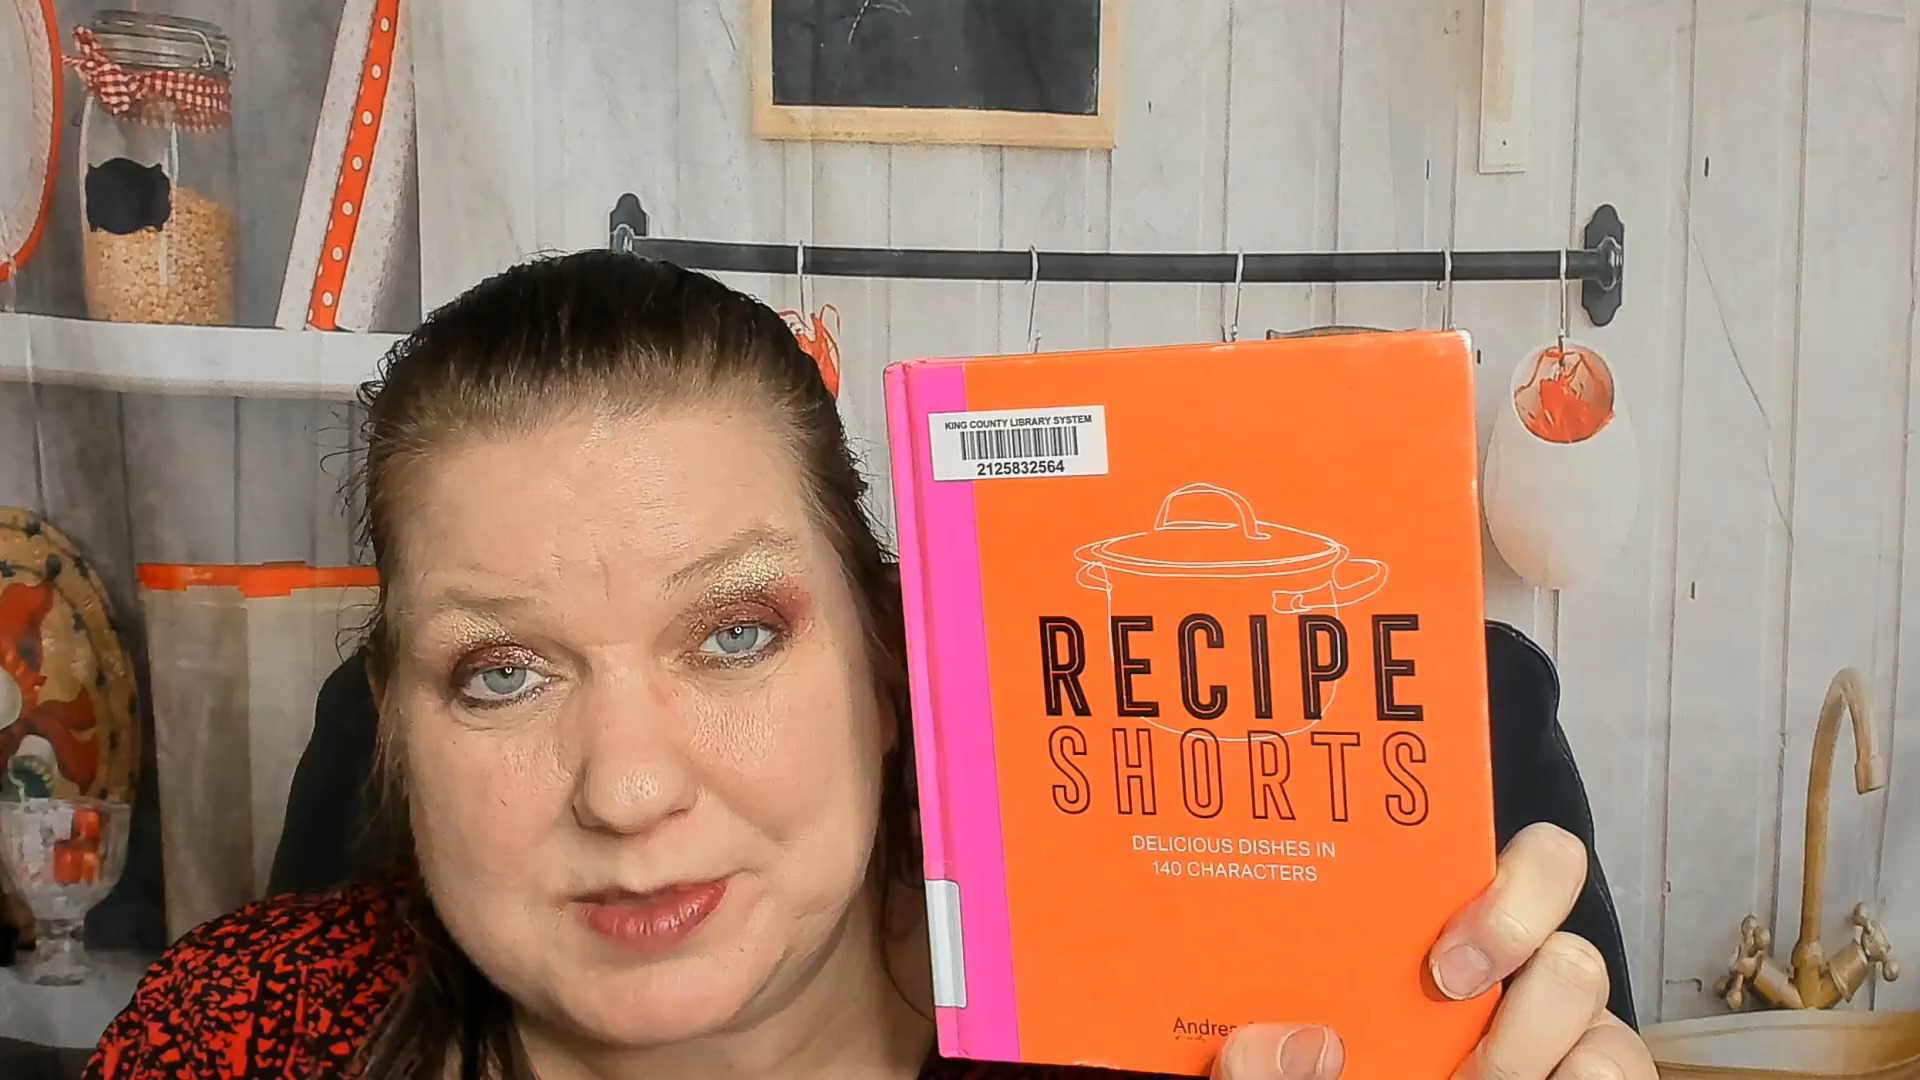 KING COUNTY LIBRARY SYSTEM
2125832564
RECIPE
SHORTS
DELICIOUS DISHES IN
140 CHARACTERS